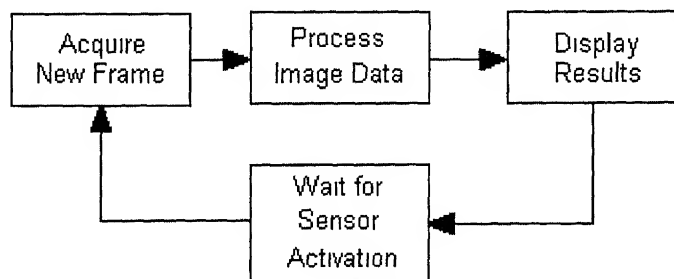 Acquire
New Frame
Process
Image Data
Display
Results
Wait for
Sensor
Activation